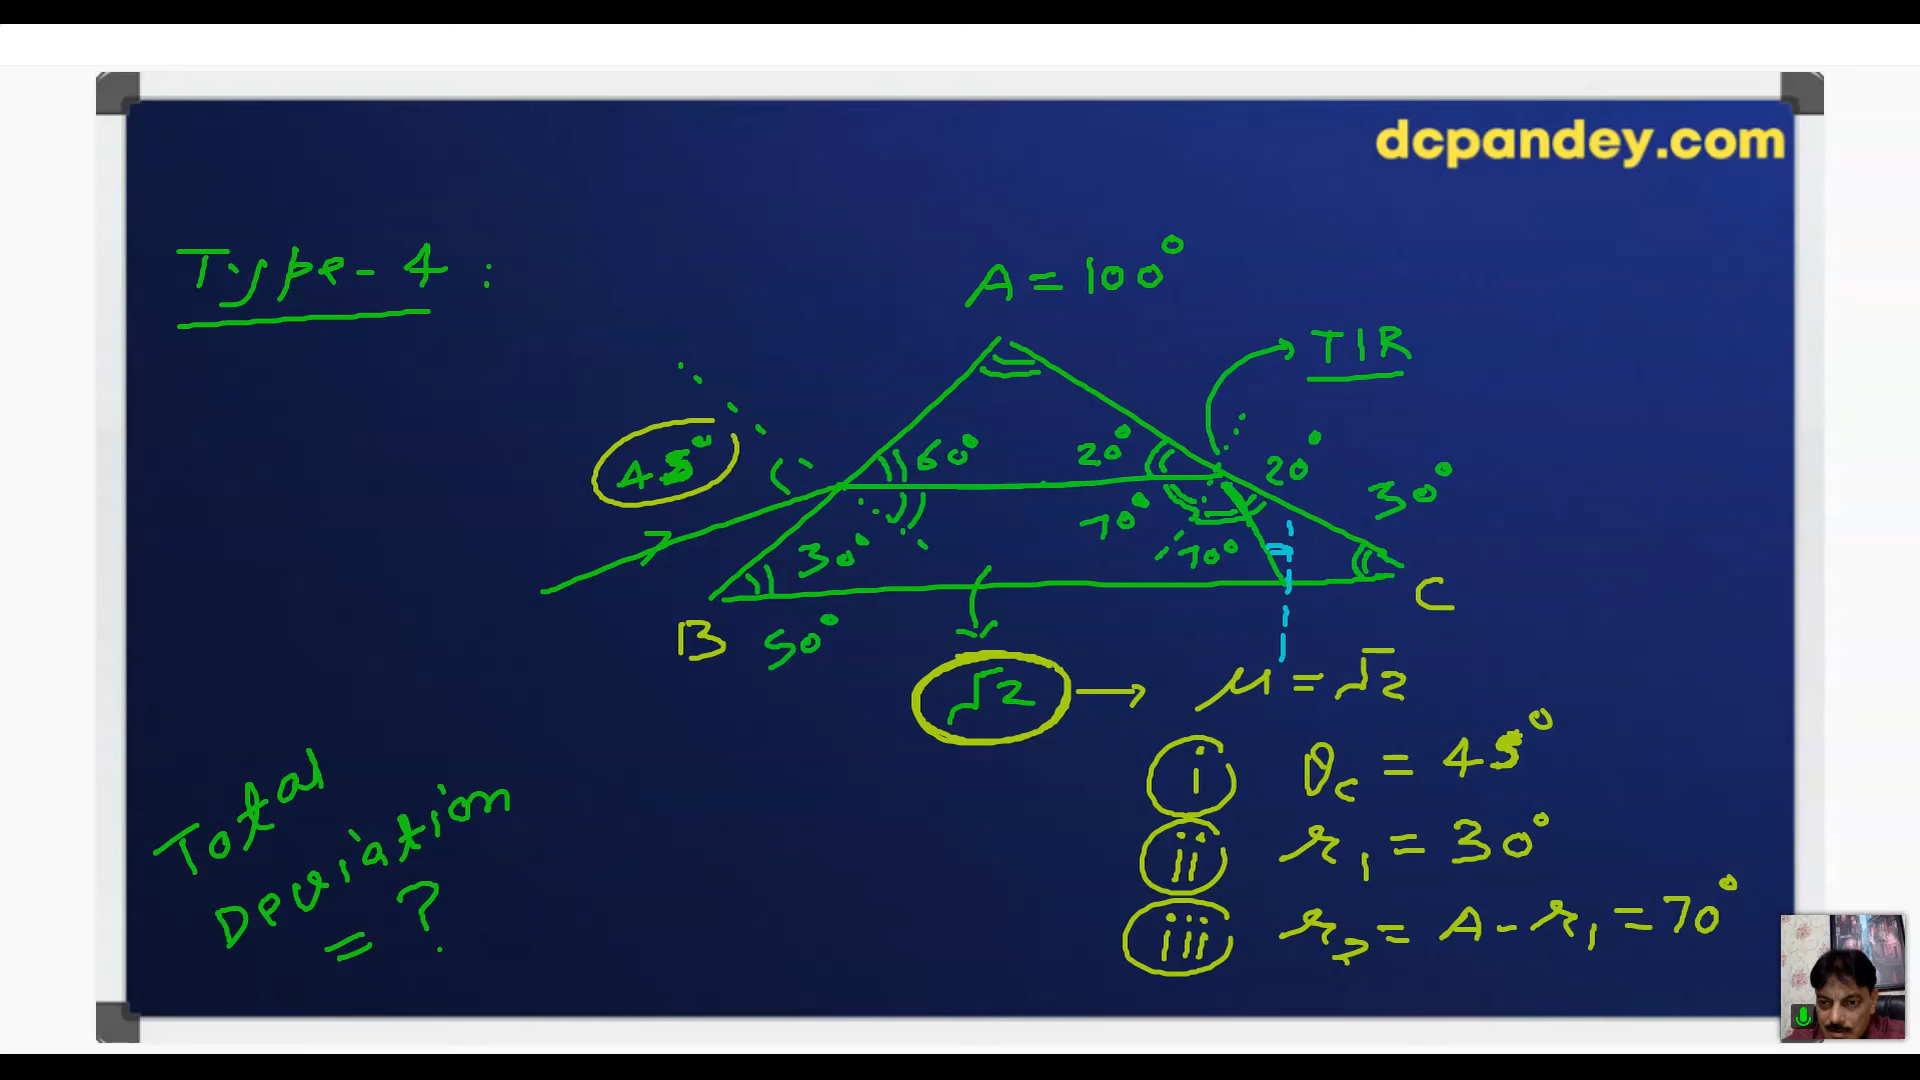 dcpandey.com
Type-4 :
A = 100°
TIR
45°
60°
20°
20°
30°
70°
30°
70°
B
50°
C
√2 → μ = √2
i θc = 45°
ii r1 = 30°
iii r2 = A - r1 = 70°
Total
Deviation
= ?